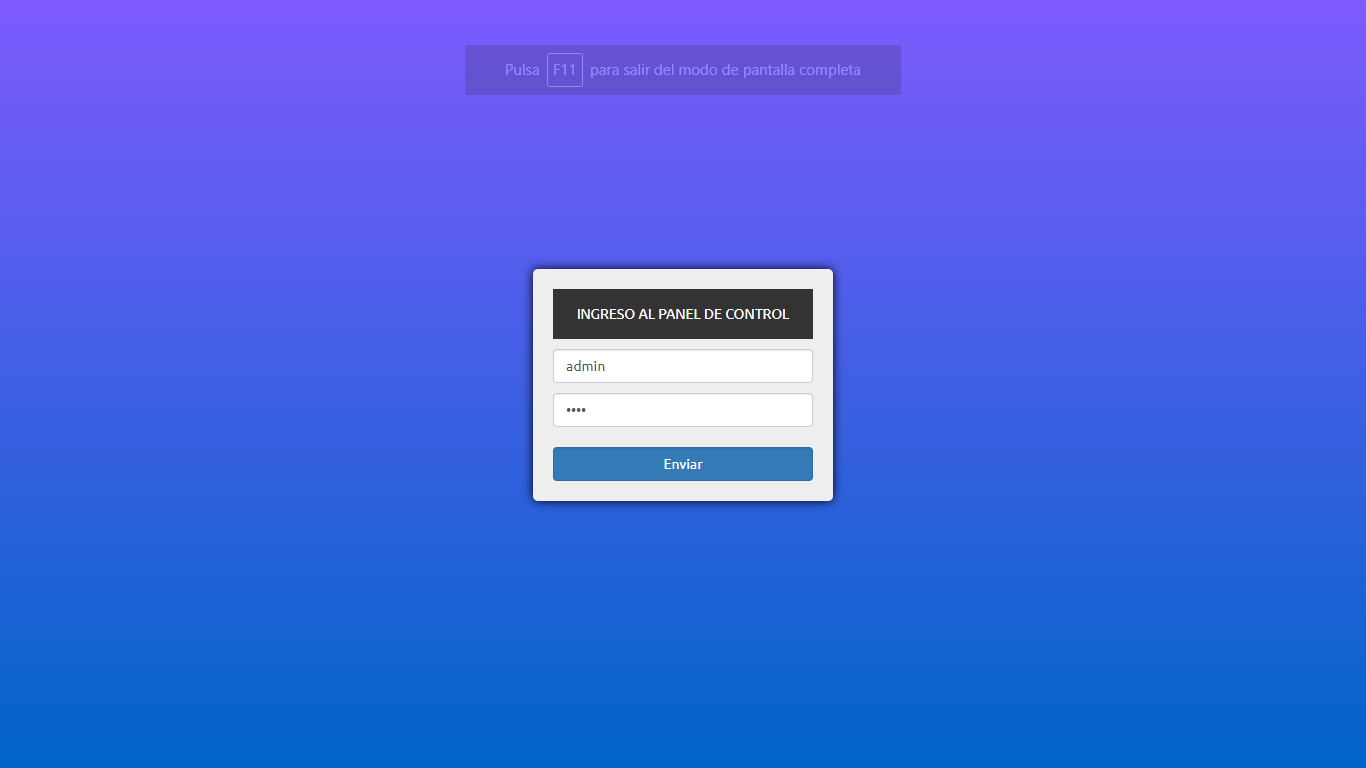 Pulsa F11 para salir del modo de pantalla completa
INGRESO AL PANEL DE CONTROL
admin
••••
Enviar